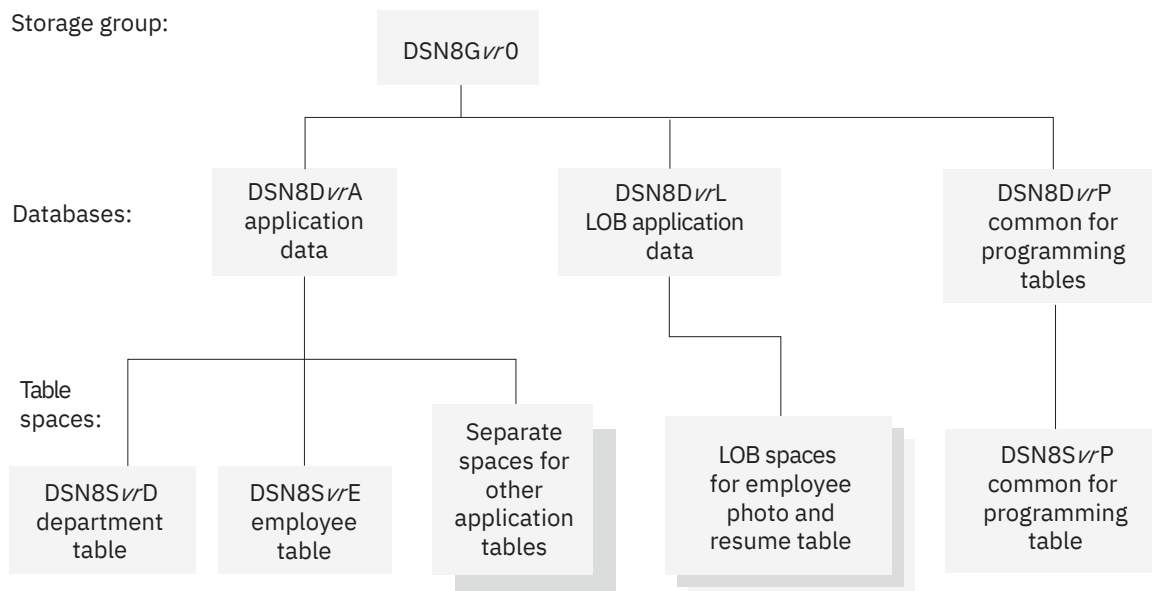 Storage group:
DSN8Gvr0
Databases:
DSN8DvrA
application
data
DSN8DvrL
LOB application
data
DSN8DvrP
common for
programming
tables
Table
spaces:
DSN8SvrD
department
table
DSN8SvrE
employee
table
Separate
spaces for
other
application
tables
LOB spaces
for employee
photo and
resume table
DSN8SvrP
common for
programming
table